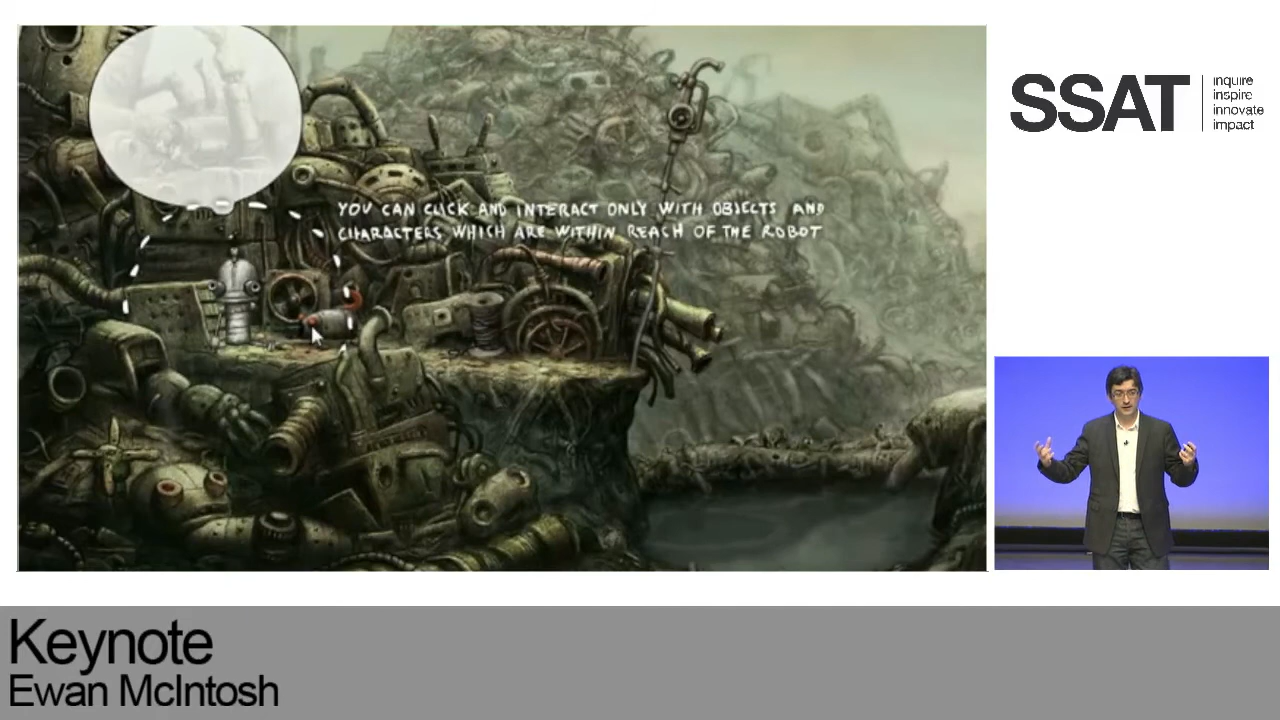 YOU CAN CLICK AND INTERACT ONLY WITH OBJECTS AND
CHARACTERS WHICH ARE WITHIN REACH OF THE ROBOT
SSAT
inquire
inspire
innovate
impact
Keynote
Ewan McIntosh